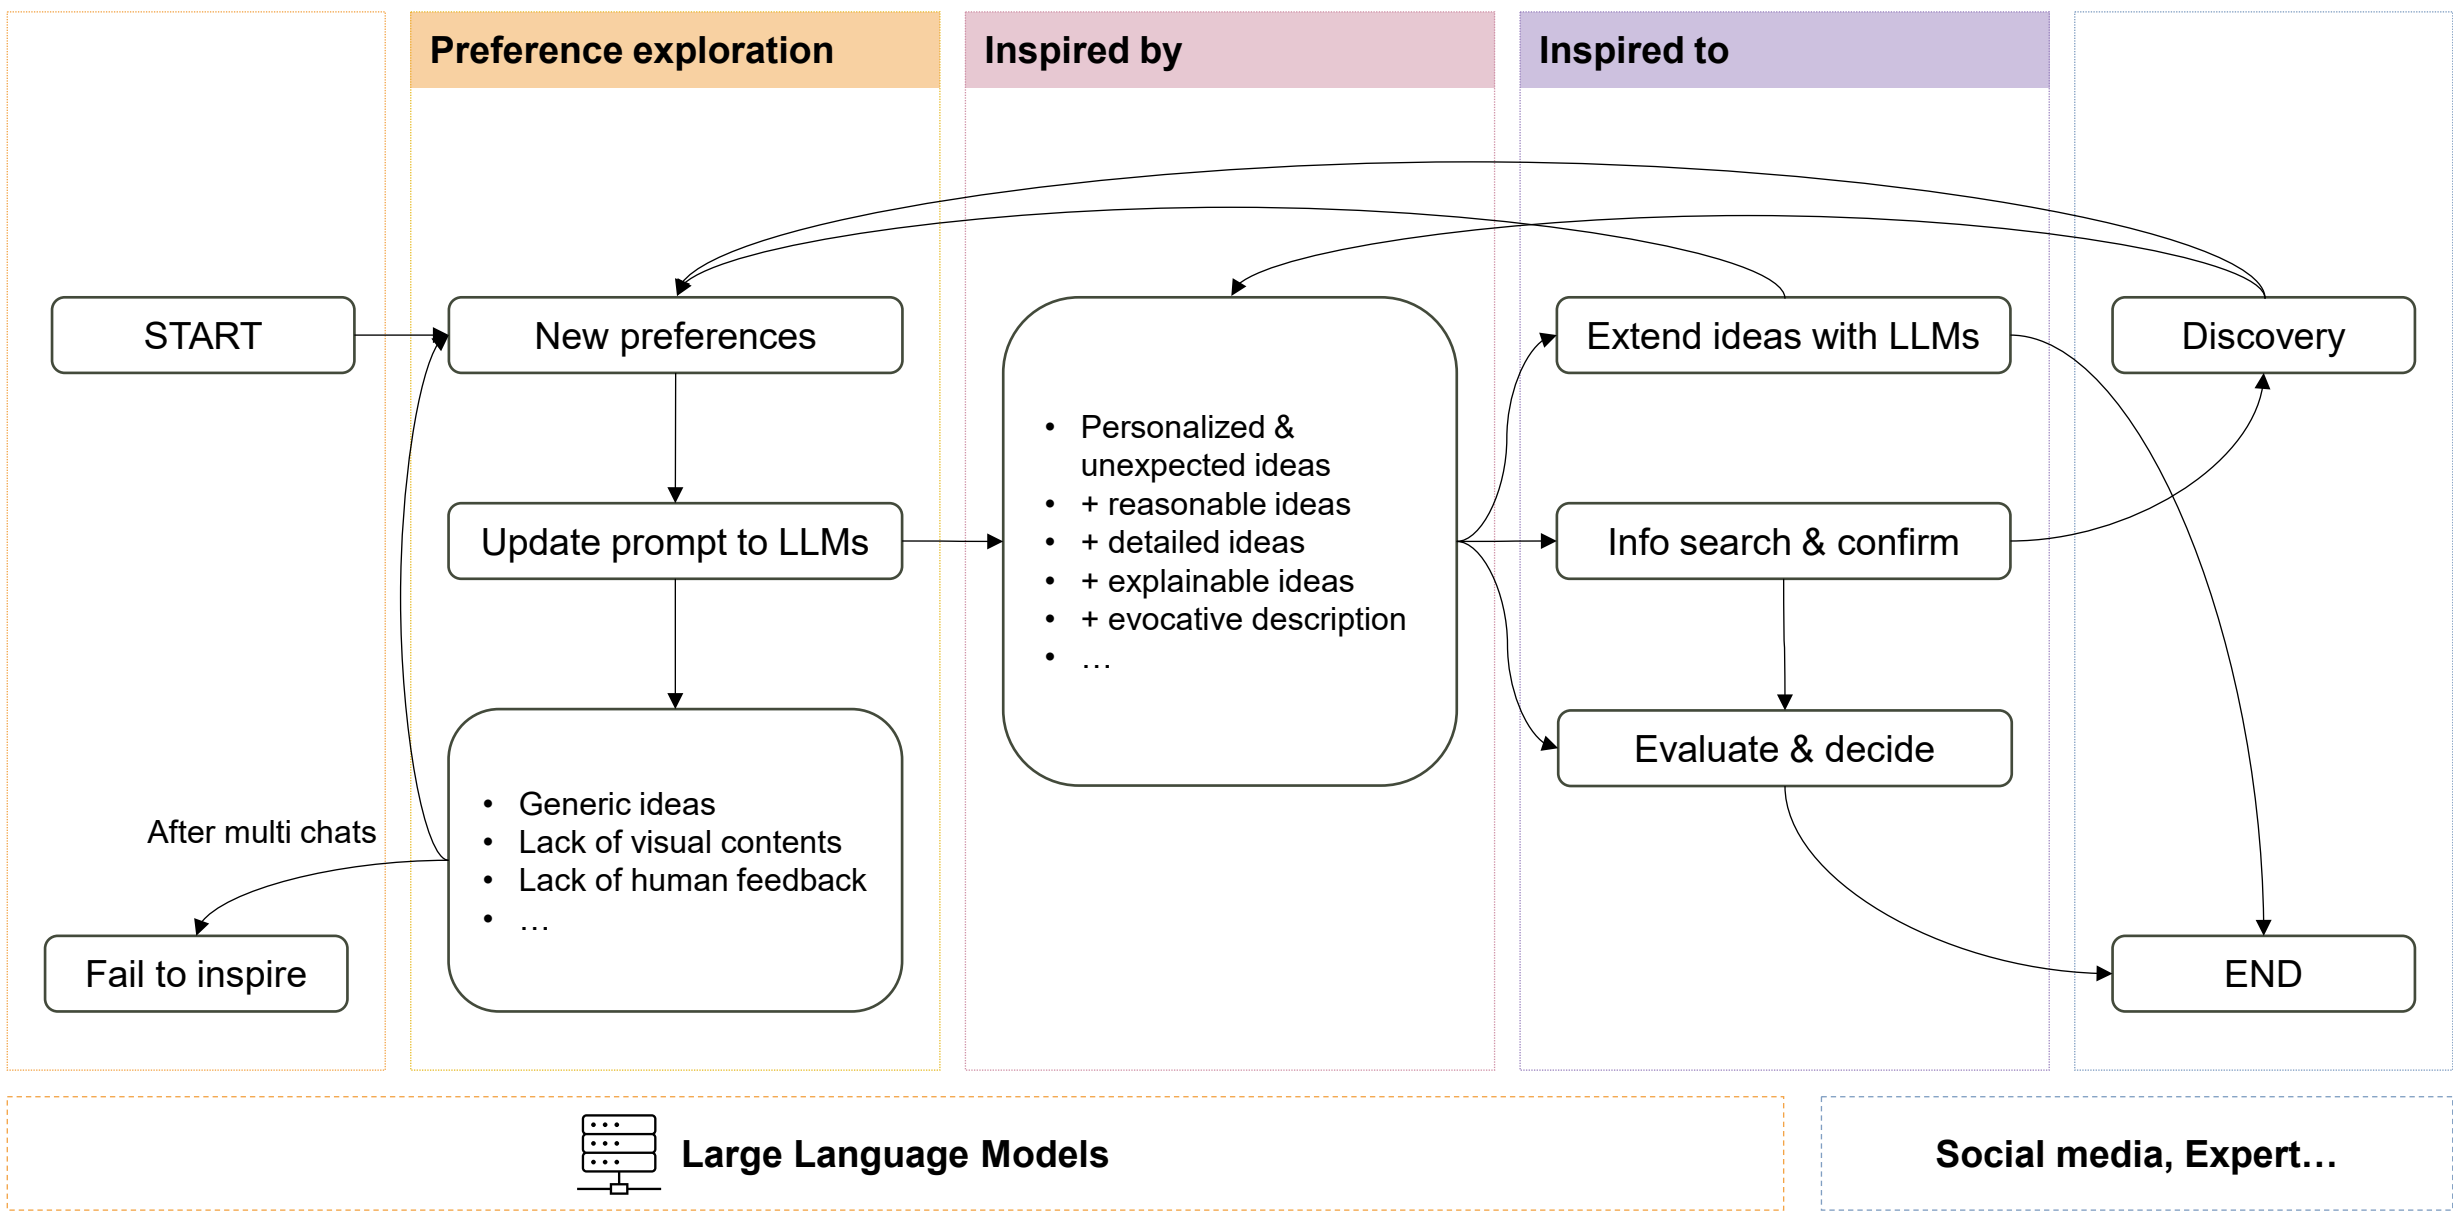 Preference exploration
Inspired by
Inspired to
START
New preferences
Extend ideas with LLMs
Discovery
• Personalized &
unexpected ideas
• + reasonable ideas
• + detailed ideas
• + explainable ideas
• + evocative description
• …
Update prompt to LLMs
Info search & confirm
Evaluate & decide
• Generic ideas
• Lack of visual contents
• Lack of human feedback
• …
After multi chats
Fail to inspire
END
Large Language Models
Social media, Expert…